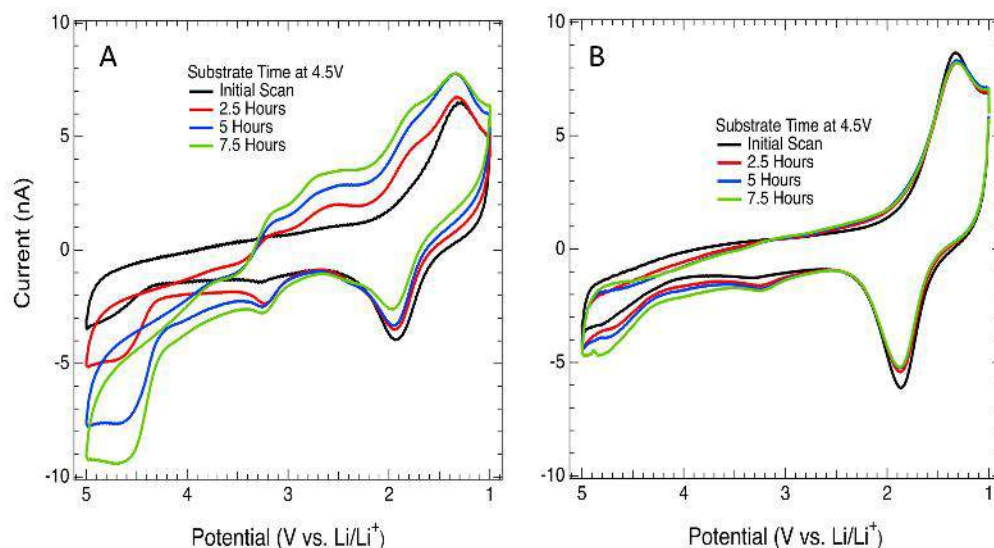 A
Substrate Time at 4.5V
Initial Scan
2.5 Hours
5 Hours
7.5 Hours
10
5
0
-5
-10
Current (nA)
5 4 3 2 1
Potential (V vs. Li/Li⁺)
B
Substrate Time at 4.5V
Initial Scan
2.5 Hours
5 Hours
7.5 Hours
10
5
0
-5
-10
5 4 3 2 1
Potential (V vs. Li/Li⁺)